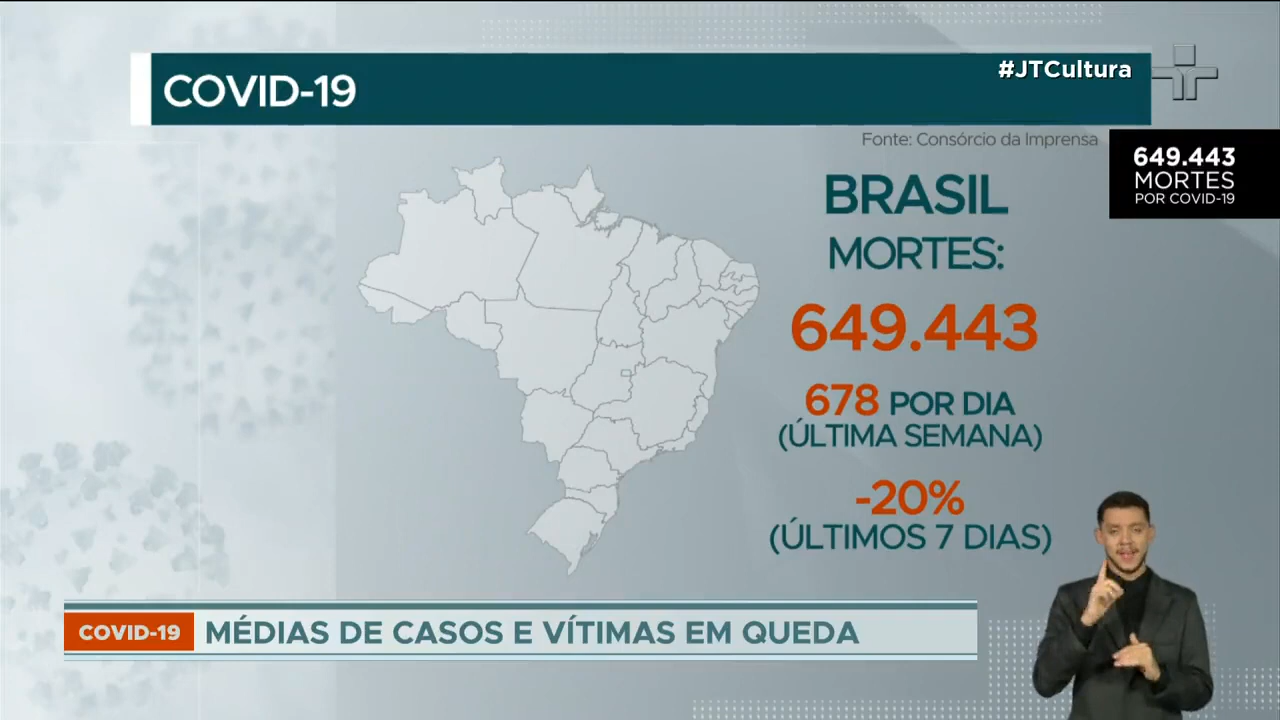 COVID-19
#JTCultura
Fonte: Consórcio da Imprensa
649.443
MORTES
POR COVID-19
BRASIL
MORTES:
649.443
678 POR DIA
(ÚLTIMA SEMANA)
-20%
(ÚLTIMOS 7 DIAS)
COVID-19 MÉDIAS DE CASOS E VÍTIMAS EM QUEDA